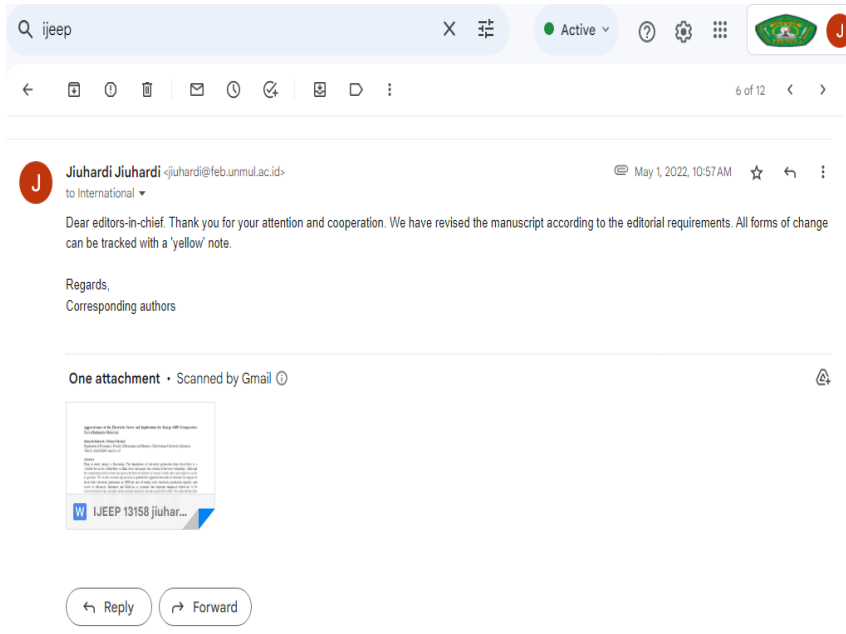 ijeep
Active
J
6 of 12
J
Jiuhardi Jiuhardi <jiuhardi@feb.unmul.ac.id>
May 1, 2022, 10:57 AM
to International
Dear editors-in-chief. Thank you for your attention and cooperation. We have revised the manuscript according to the editorial requirements. All forms of change
can be tracked with a 'yellow' note.
Regards,
Corresponding authors
One attachment • Scanned by Gmail
W IJEEP 13158 jiuhar...
Reply
Forward